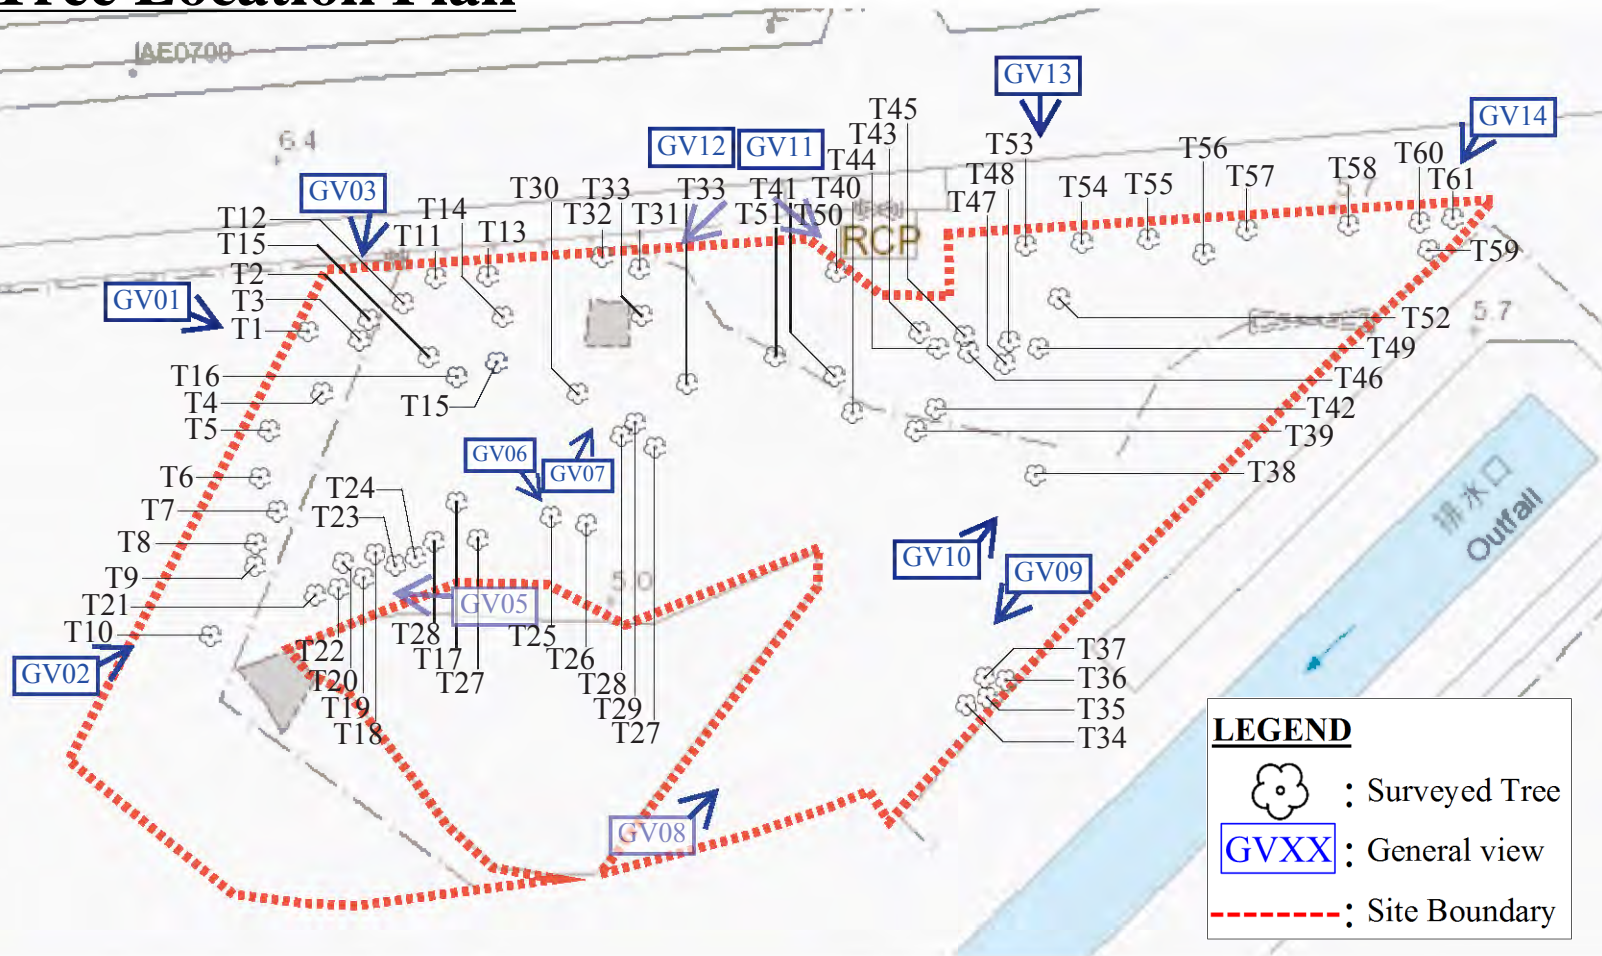 Tree Location Plan
IAE0700
6.4
GV13
GV14
GV12
GV11
GV03
GV01
T45
T43
T44
T53
T48
T47
T54
T55
T56
T57
T58
T60
T61
5.7
T59
T30
T33
T32
T31
T33
T41
T40
T51
T50
RCP
T12
T14
T15
T11
T13
T2
T3
T1
T52
5.7
T49
T46
T16
T4
T15
T42
T5
T39
GV06
GV07
T38
T6
T24
T7
T23
T8
T9
排水口
Outfall
GV10
GV09
5.0
T21
GV05
T10
T22
T28
T17
T25
T26
T27
T20
T28
T19
T29
T18
T27
GV02
T37
T36
T35
T34
GV08
LEGEND
: Surveyed Tree
GVXX : General view
: Site Boundary